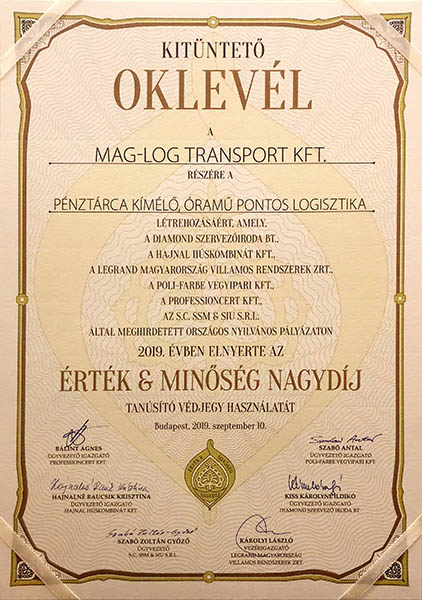 KITÜNTETŐ
OKLEVÉL
A
MAG-LOG TRANSPORT KFT.
RÉSZÉRE A
PÉNZTÁRCA KÍMÉLŐ, ÓRAMŰ PONTOS LOGISZTIKA
LÉTREHOZÁSÁÉRT, AMELY,
A DIAMOND SZERVEZŐIRODA BT.,
A HAJNAL HÚSKOMBINÁT KFT.,
A LEGRAND MAGYARORSZÁG VILLAMOS RENDSZEREK ZRT.,
A POLI-FARBE VEGYIPARI KFT.,
A PROFESSIONCERT KFT.,
AZ S.C. SSM & SIU S.R.L.
ÁLTAL MEGHIRDETETT ORSZÁGOS NYILVÁNOS PÁLYÁZATON
2019. ÉVBEN ELNYERTE AZ
ÉRTÉK & MINŐSÉG NAGYDÍJ
TANÚSÍTÓ VÉDJEGY HASZNÁLATÁT
Budapest, 2019. szeptember 10.
BÁLINT ÁGNES
ÜGYVEZETŐ IGAZGATÓ
PROFESSIONCERT KFT
SZABÓ ANTAL
ÜGYVEZETŐ IGAZGATÓ
POLI-FARBE VEGYIPARI KFT
ÉRTÉK & MINŐSÉG
NAGYDÍJ
HAJNALNÉ RAUCSIK KRISZTINA
ÜGYVEZETŐ IGAZGATÓ
HAJNAL HÚSKOMBINÁT KFT.
KISS KÁROLYNÉ ILDIKÓ
ÜGYVEZETŐ IGAZGATÓ
DIAMOND SZERVEZŐ IRODA BT
SZABÓ ZOLTÁN GYŐZŐ
ÜGYVEZETŐ
S.C. SSM & SIU S.R.L.
KÁROLYI LÁSZLÓ
VEZÉRIGAZGATÓ
LEGRAND MAGYARORSZÁG
VILLAMOS RENDSZEREK ZRT.